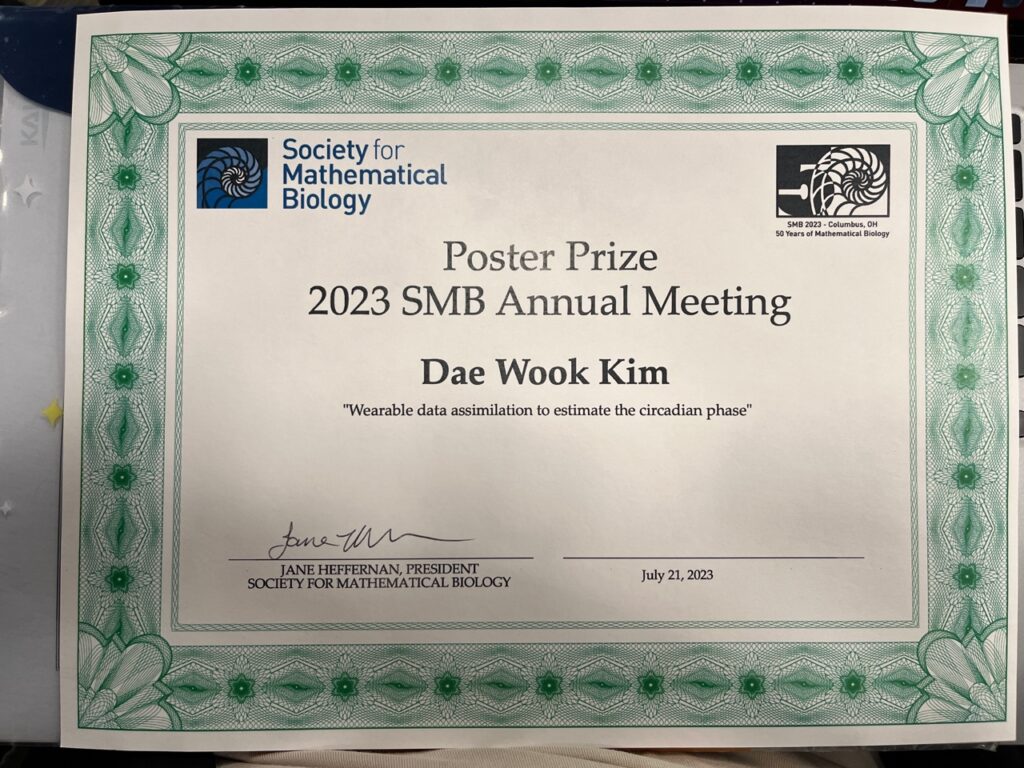 Society for
Mathematical
Biology
SMB 2023 - Columbus, OH
50 Years of Mathematical Biology
Poster Prize
2023 SMB Annual Meeting
Dae Wook Kim
"Wearable data assimilation to estimate the circadian phase"
JANE HEFFERNAN, PRESIDENT
SOCIETY FOR MATHEMATICAL BIOLOGY
July 21, 2023